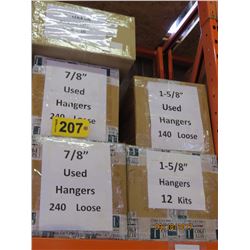 7/8"
Used
Hangers
240 Loose
207
1-5/8"
Used
Hangers
140 Loose
7/8"
Used
Hangers
240 Loose
1-5/8"
Hangers
12 Kits